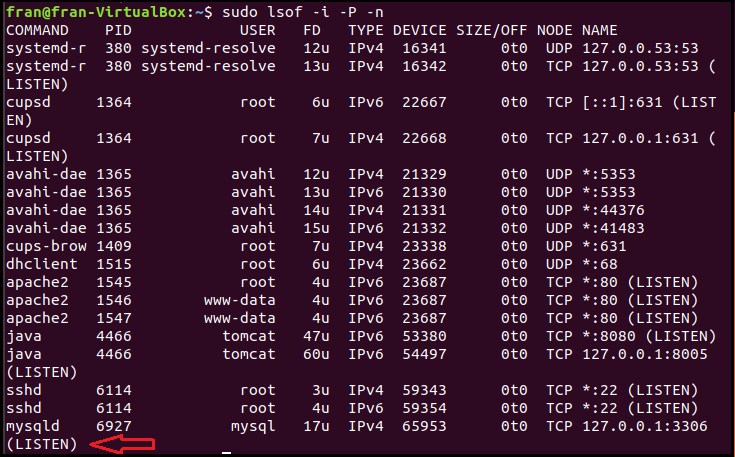 fran@fran-VirtualBox:~$ sudo lsof -i -P -n
COMMAND    PID            USER   FD   TYPE DEVICE SIZE/OFF NODE NAME
systemd-r  380 systemd-resolve   12u  IPv4  16341      0t0  UDP 127.0.0.53:53
systemd-r  380 systemd-resolve   13u  IPv4  16342      0t0  TCP 127.0.0.53:53 (
LISTEN)
cupsd     1364            root    6u  IPv6  22667      0t0  TCP [::1]:631 (LIST
EN)
cupsd     1364            root    7u  IPv4  22668      0t0  TCP 127.0.0.1:631 (
LISTEN)
avahi-dae 1365           avahi   12u  IPv4  21329      0t0  UDP *:5353
avahi-dae 1365           avahi   13u  IPv6  21330      0t0  UDP *:5353
avahi-dae 1365           avahi   14u  IPv4  21331      0t0  UDP *:44376
avahi-dae 1365           avahi   15u  IPv6  21332      0t0  UDP *:41483
cups-brow 1409            root    7u  IPv4  23338      0t0  UDP *:631
dhclient  1515            root    6u  IPv4  23662      0t0  UDP *:68
apache2   1545            root    4u  IPv6  23687      0t0  TCP *:80 (LISTEN)
apache2   1546        www-data    4u  IPv6  23687      0t0  TCP *:80 (LISTEN)
apache2   1547        www-data    4u  IPv6  23687      0t0  TCP *:80 (LISTEN)
java      4466          tomcat   47u  IPv6  53380      0t0  TCP *:8080 (LISTEN)
java      4466          tomcat   60u  IPv6  54497      0t0  TCP 127.0.0.1:8005
(LISTEN)
sshd      6114            root    3u  IPv4  59343      0t0  TCP *:22 (LISTEN)
sshd      6114            root    4u  IPv6  59354      0t0  TCP *:22 (LISTEN)
mysqld    6927           mysql   17u  IPv4  65953      0t0  TCP 127.0.0.1:3306
(LISTEN)